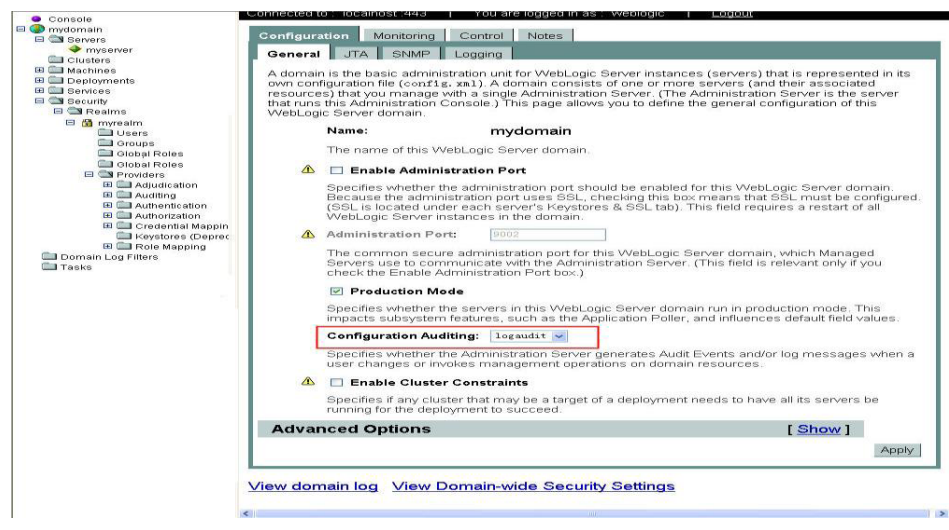 Console
mydomain
Servers
myserver
Clusters
Machines
Deployments
Services
Security
Realms
myrealm
Users
Groups
Global Roles
Global Roles
Providers
Adjudication
Auditing
Authentication
Authorization
Credential Mappin
Keystores (Deprec
Role Mapping
Domain Log Filters
Tasks
Connected to : localhost :443 | You are logged in as : weblogic | Logout
Configuration Monitoring Control Notes
General JTA SNMP Logging
A domain is the basic administration unit for WebLogic Server instances (servers) that is represented in its
own configuration file (config.xml). A domain consists of one or more servers (and their associated
resources) that you manage with a single Administration Server. (The Administration Server is the server
that runs this Administration Console.) This page allows you to define the general configuration of this
WebLogic Server domain.
Name: mydomain
The name of this WebLogic Server domain.
Enable Administration Port
Specifies whether the administration port should be enabled for this WebLogic Server domain.
Because the administration port uses SSL, checking this box means that SSL must be configured.
(SSL is located under each server's Keystores & SSL tab). This field requires a restart of all
WebLogic Server instances in the domain.
Administration Port: 9002
The common secure administration port for this WebLogic Server domain, which Managed
Servers use to communicate with the Administration Server. (This field is relevant only if you
check the Enable Administration Port box.)
Production Mode
Specifies whether the servers in this WebLogic Server domain run in production mode. This
impacts subsystem features, such as the Application Poller, and influences default field values.
Configuration Auditing: logaudit
Specifies whether the Administration Server generates Audit Events and/or log messages when a
user changes or invokes management operations on domain resources.
Enable Cluster Constraints
Specifies if any cluster that may be a target of a deployment needs to have all its servers be
running for the deployment to succeed.
Advanced Options [ Show ]
Apply
View domain log View Domain-wide Security Settings